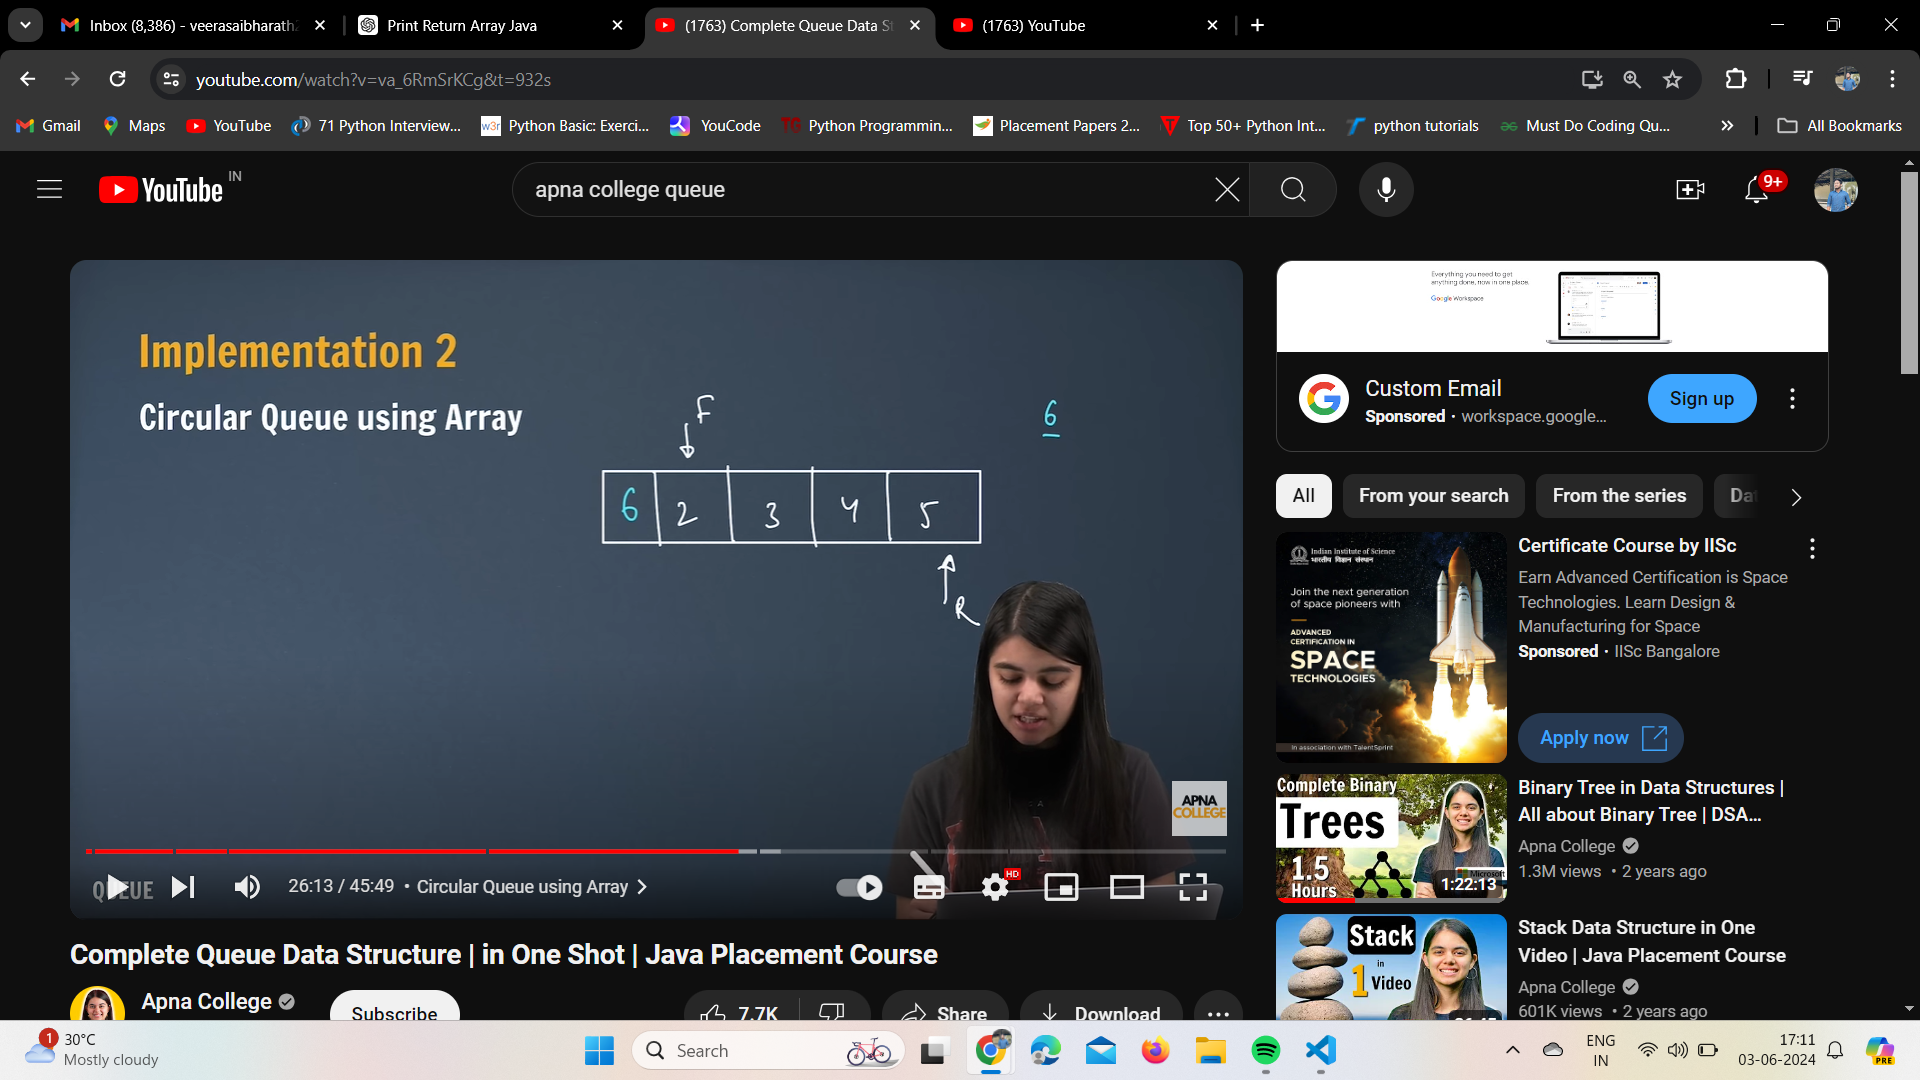 Inbox (8,386) - veerasaibharath
Print Return Array Java
(1763) Complete Queue Data S
(1763) YouTube
youtube.com/watch?v=va_6RmSrKCg&t=932s
Gmail
Maps
YouTube
71 Python Interview...
w3r
Python Basic: Exerci...
YouCode
TG
Python Programmin...
Placement Papers 2...
Top 50+ Python Int...
python tutorials
Must Do Coding Qu...
All Bookmarks
YouTube IN
apna college queue
9+
Implementation 2
Circular Queue using Array
F
6
6 2 3 4 5
R
APNA
COLLEGE
QUEUE
26:13 / 45:49 • Circular Queue using Array
HD
Complete Queue Data Structure | in One Shot | Java Placement Course
Apna College
Subscribe
7.7K
Share
Download
Everything you need to get
anything done, now in one place.
Google Workspace
Custom Email
Sponsored · workspace.google...
Sign up
All
From your search
From the series
Da
Indian Institute of Science
भारतीय विज्ञान संस्थान
Join the next generation
of space pioneers with
ADVANCED
CERTIFICATION IN
SPACE
TECHNOLOGIES
In association with TalentSprint
Certificate Course by IISc
Earn Advanced Certification is Space
Technologies. Learn Design &
Manufacturing for Space
Sponsored · IISc Bangalore
Apply now
Complete Binary
Trees
1.5
Hours
Microsoft
1:22:13
Binary Tree in Data Structures |
All about Binary Tree | DSA...
Apna College
1.3M views • 2 years ago
Stack
in
1 Video
Stack Data Structure in One
Video | Java Placement Course
Apna College
601K views • 2 years ago
1
30°C
Mostly cloudy
Search
ENG
IN
17:11
03-06-2024
PRE